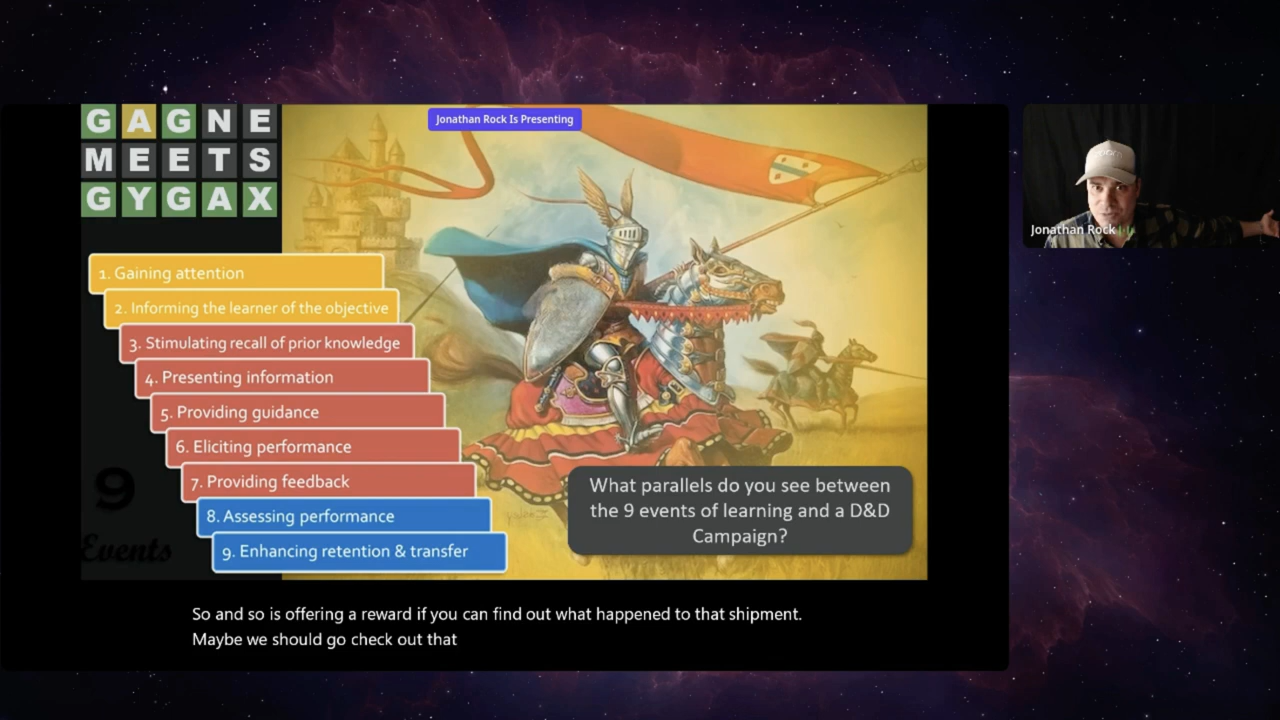 GAGNE
MEETS
GYGAX
Jonathan Rock Is Presenting
1. Gaining attention
2. Informing the learner of the objective
3. Stimulating recall of prior knowledge
4. Presenting information
5. Providing guidance
6. Eliciting performance
7. Providing feedback
8. Assessing performance
9. Enhancing retention & transfer
9
Events
What parallels do you see between
the 9 events of learning and a D&D
Campaign?
So and so is offering a reward if you can find out what happened to that shipment.
Maybe we should go check out that
Jonathan Rock